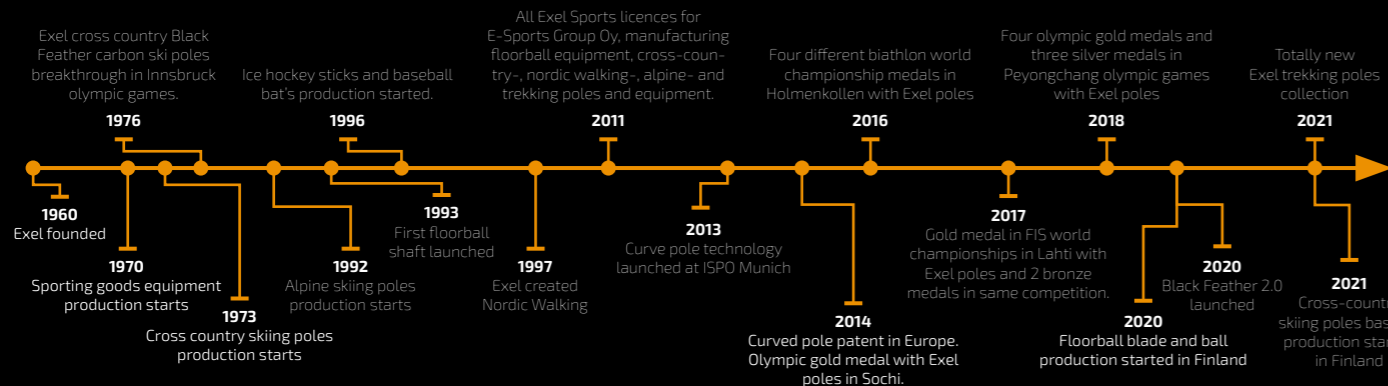 Exel cross country Black
Feather carbon ski poles
breakthrough in Innsbruck
olympic games.
1976
Ice hockey sticks and baseball
bat's production started.
1996
All Exel Sports licences for
E-Sports Group Oy, manufacturing
floorball equipment, cross-coun-
try-, nordic walking-, alpine- and
trekking poles and equipment.
2011
Four different biathlon world
championship medals in
Holmenkollen with Exel poles
2016
Four olympic gold medals and
three silver medals in
Peyongchang olympic games
with Exel poles
2018
Totally new
Exel trekking poles
collection
2021
1960
Exel founded
1970
Sporting goods equipment
production starts
1973
Cross country skiing poles
production starts
1992
Alpine skiing poles
production starts
1993
First floorball
shaft launched
1997
Exel created
Nordic Walking
2013
Curve pole technology
launched at ISPO Munich
2014
Curved pole patent in Europe.
Olympic gold medal with Exel
poles in Sochi.
2017
Gold medal in FIS world
championships in Lahti with
Exel poles and 2 bronze
medals in same competition.
2020
Floorball blade and ball
production started in Finland
2020
Black Feather 2.0
launched
2021
Cross-countr
skiing poles bas
production star
in Finland